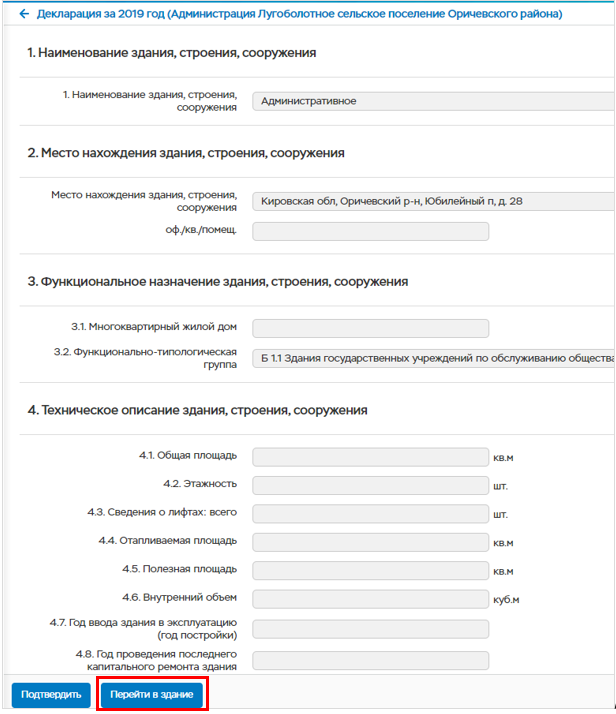 ← Декларация за 2019 год (Администрация Лугоболотное сельское поселение Оричевского района)
1. Наименование здания, строения, сооружения
1. Наименование здания, строения,
сооружения
Административное
2. Место нахождения здания, строения, сооружения
Место нахождения здания, строения,
сооружения
Кировская обл, Оричевский р-н, Юбилейный п, д. 28
оф./кв./помещ.
3. Функциональное назначение здания, строения, сооружения
3.1. Многоквартирный жилой дом
3.2. Функционально-типологическая
группа
Б 1.1 Здания государственных учреждений по обслуживанию общества
4. Техническое описание здания, строения, сооружения
4.1. Общая площадь кв.м
4.2. Этажность шт.
4.3. Сведения о лифтах: всего шт.
4.4. Отапливаемая площадь кв.м
4.5. Полезная площадь кв.м
4.6. Внутренний объем куб.м
4.7. Год ввода здания в эксплуатацию
(год постройки)
4.8. Год проведения последнего
капитального ремонта здания
Подтвердить Перейти в здание